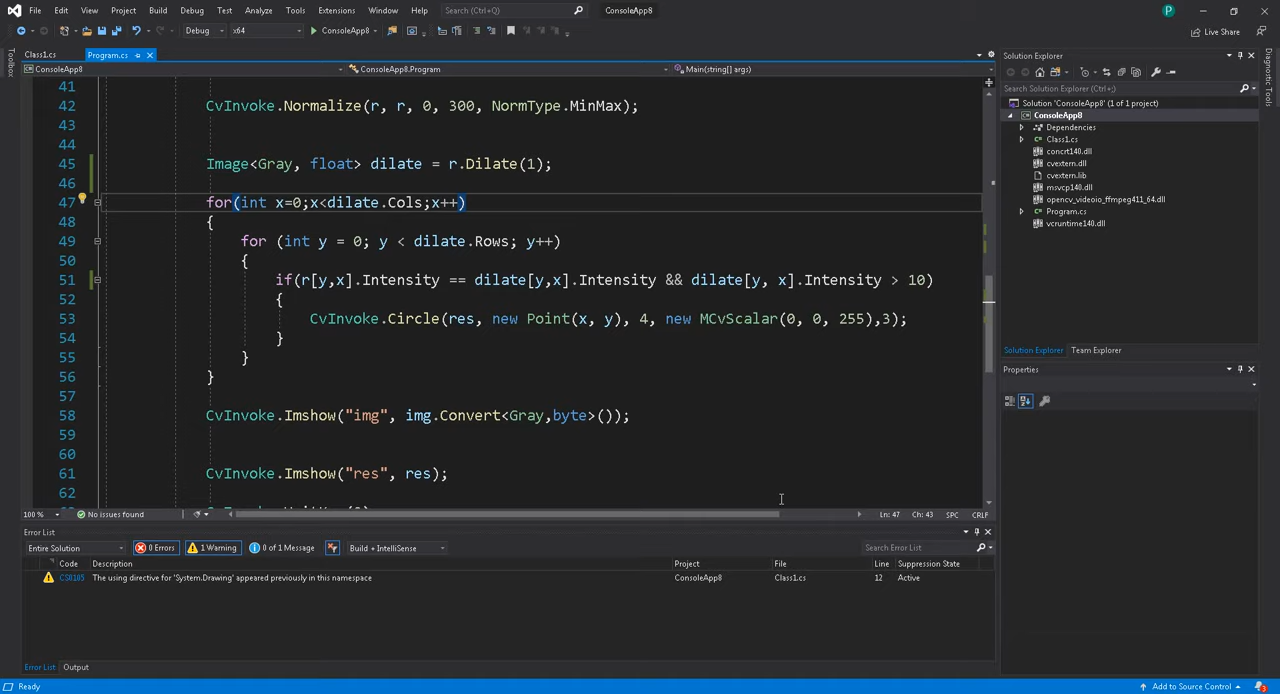 File Edit View Project Build Debug Test Analyze Tools Extensions Window Help Search (Ctrl+Q) ConsoleApp8 P
Debug x64 ConsoleApp8 Live Share
Toolbox
Class1.cs Program.cs
ConsoleApp8 ConsoleApp8.Program Main(string[] args)
41
42 CvInvoke.Normalize(r, r, 0, 300, NormType.MinMax);
43
44
45 Image<Gray, float> dilate = r.Dilate(1);
46
47 for(int x=0;x<dilate.Cols;x++)
48 {
49 for (int y = 0; y < dilate.Rows; y++)
50 {
51 if(r[y,x].Intensity == dilate[y,x].Intensity && dilate[y, x].Intensity > 10)
52 {
53 CvInvoke.Circle(res, new Point(x, y), 4, new MCvScalar(0, 0, 255),3);
54 }
55 }
56 }
57
58 CvInvoke.Imshow("img", img.Convert<Gray,byte>());
59
60
61 CvInvoke.Imshow("res", res);
62
100 % No issues found Ln: 47 Ch: 43 SPC CRLF
Error List
Entire Solution 0 Errors 1 Warning 0 of 1 Message Build + IntelliSense Search Error List
Code Description Project File Line Suppression State
CS0105 The using directive for 'System.Drawing' appeared previously in this namespace ConsoleApp8 Class1.cs 12 Active
Error List Output
Solution Explorer
Search Solution Explorer (Ctrl+;)
Solution 'ConsoleApp8' (1 of 1 project)
ConsoleApp8
Dependencies
Class1.cs
concrt140.dll
cvextern.dll
cvextern.lib
msvcp140.dll
opencv_videoio_ffmpeg411_64.dll
Program.cs
vcruntime140.dll
Solution Explorer Team Explorer
Properties
Diagnostic Tools
Ready Add to Source Control